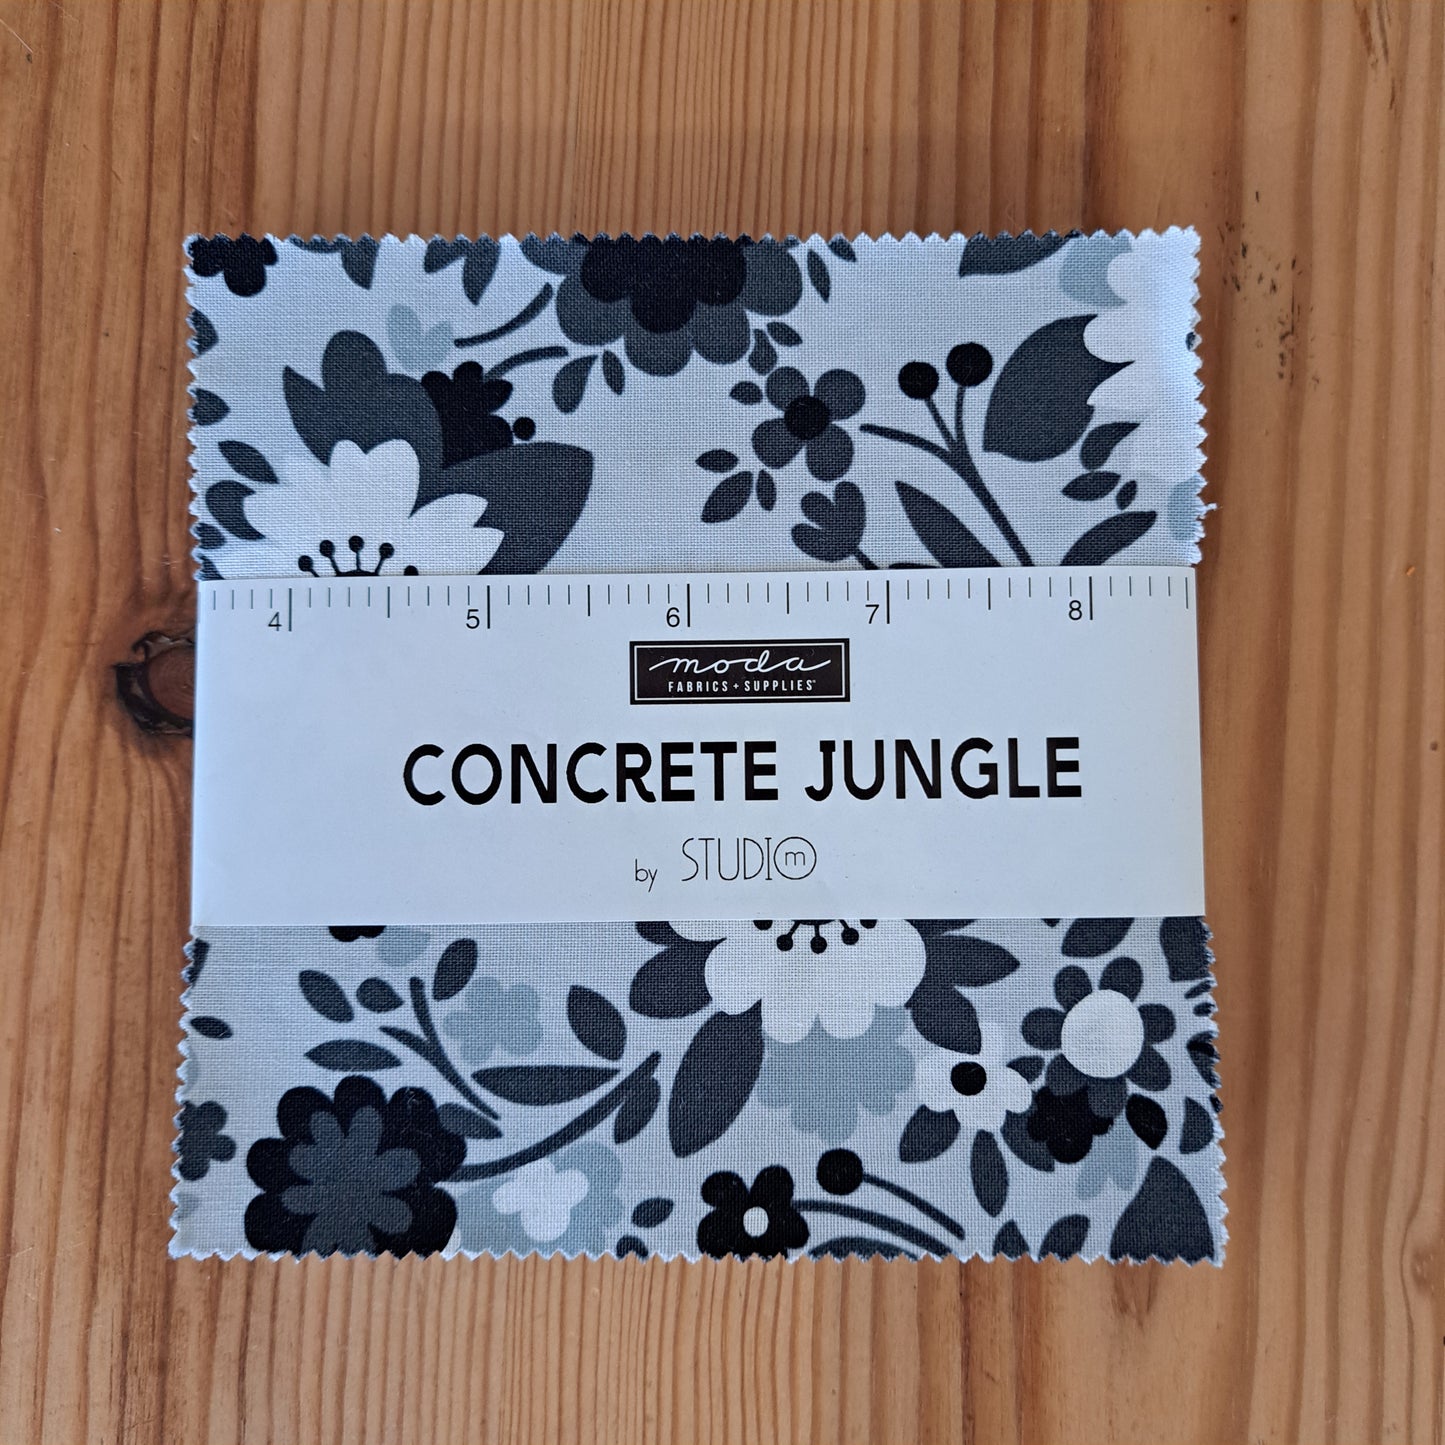 4 5 6 7 8
moda
FABRICS + SUPPLIES
CONCRETE JUNGLE
by STUDIO m